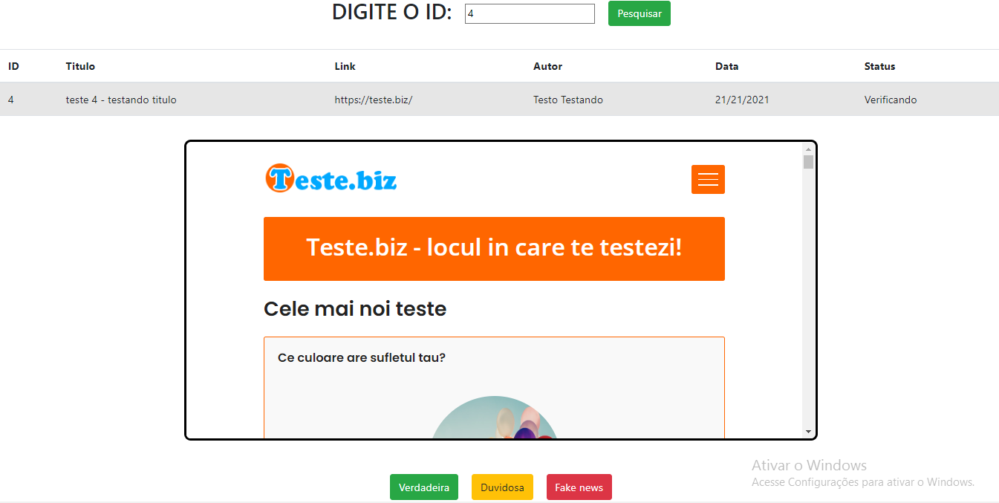 DIGITE O ID: 4 Pesquisar
ID Titulo Link Autor Data Status
4 teste 4 - testando titulo https://teste.biz/ Testo Testando 21/21/2021 Verificando
Teste.biz
Teste.biz - locul in care te testezi!
Cele mai noi teste
Ce culoare are sufletul tau?
Ativar o Windows
Acesse Configurações para ativar o Windows.
Verdadeira Duvidosa Fake news